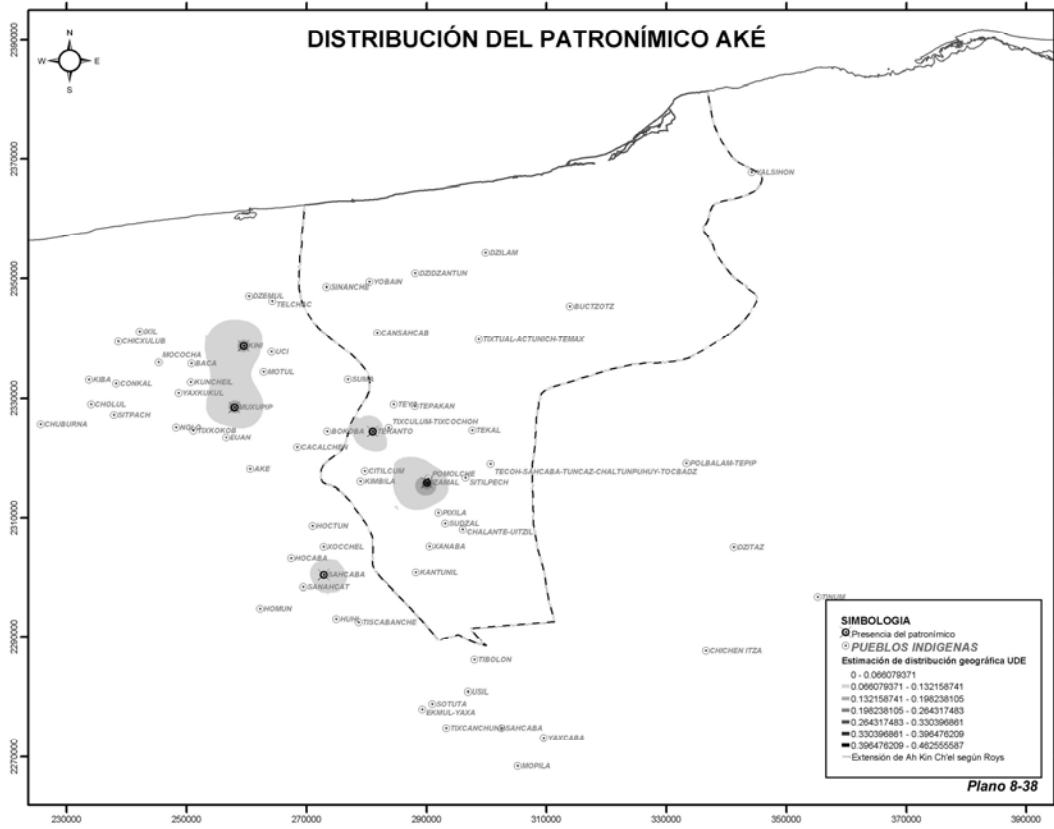 DISTRIBUCIÓN DEL PATRONÍMICO AKÉ
N
W E
S
2390000
2370000
2350000
2330000
2310000
2290000
2270000
YALSIHON
DZILAM
DZIDZANTUN
YOBAIN
SINANCHE
DZEMUL
TELCHAC
BUCTZOTZ
CANSAHCAB
TIXTUAL-ACTUNICH-TEMAX
IXIL
CHICXULUB
KINI
UCI
MOCOCHA
BACA
MOTUL
KIBA
CONKAL
KUNCHEIL
SUMA
YAXKUKUL
CHOLUL
SITPACH
MUXUPIP
TEYA
TEPAKAN
CHUBURNA
NOLO
TIXKOKOB
EUAN
BOKOBA
TIXCULUM-TIXCOCHOH
TEKANTO
TEKAL
CACALCHEN
AKE
CITILCUM
KIMBILA
POMOLCHE
IZAMAL
SITILPECH
TECOH-SAHCABA-TUNCAZ-CHALTUNPUHUY-TOCBADZ
POLBALAM-TEPIP
PIXILA
SUDZAL
CHALANTE-UITZIL
HOCTUN
XOCCHEL
XANABA
DZITAZ
HOCABA
SAHCABA
KANTUNIL
SANAHCAT
TINUM
HOMUN
HUHI
TISCABANCHE
CHICHEN ITZA
TIBOLON
USIL
SOTUTA
EKMUL-YAXA
TIXCANCHUN
SAHCABA
YAXCABA
MOPILA
SIMBOLOGIA
Presencia del patronímico
PUEBLOS INDIGENAS
Estimación de distribución geográfica UDE
0 - 0.066079371
0.066079371 - 0.132158741
0.132158741 - 0.198238105
0.198238105 - 0.264317483
0.264317483 - 0.330396861
0.330396861 - 0.396476209
0.396476209 - 0.462555587
Extensión de Ah Kin Ch'el según Roys
Plano 8-38
230000 250000 270000 290000 310000 330000 350000 370000 390000